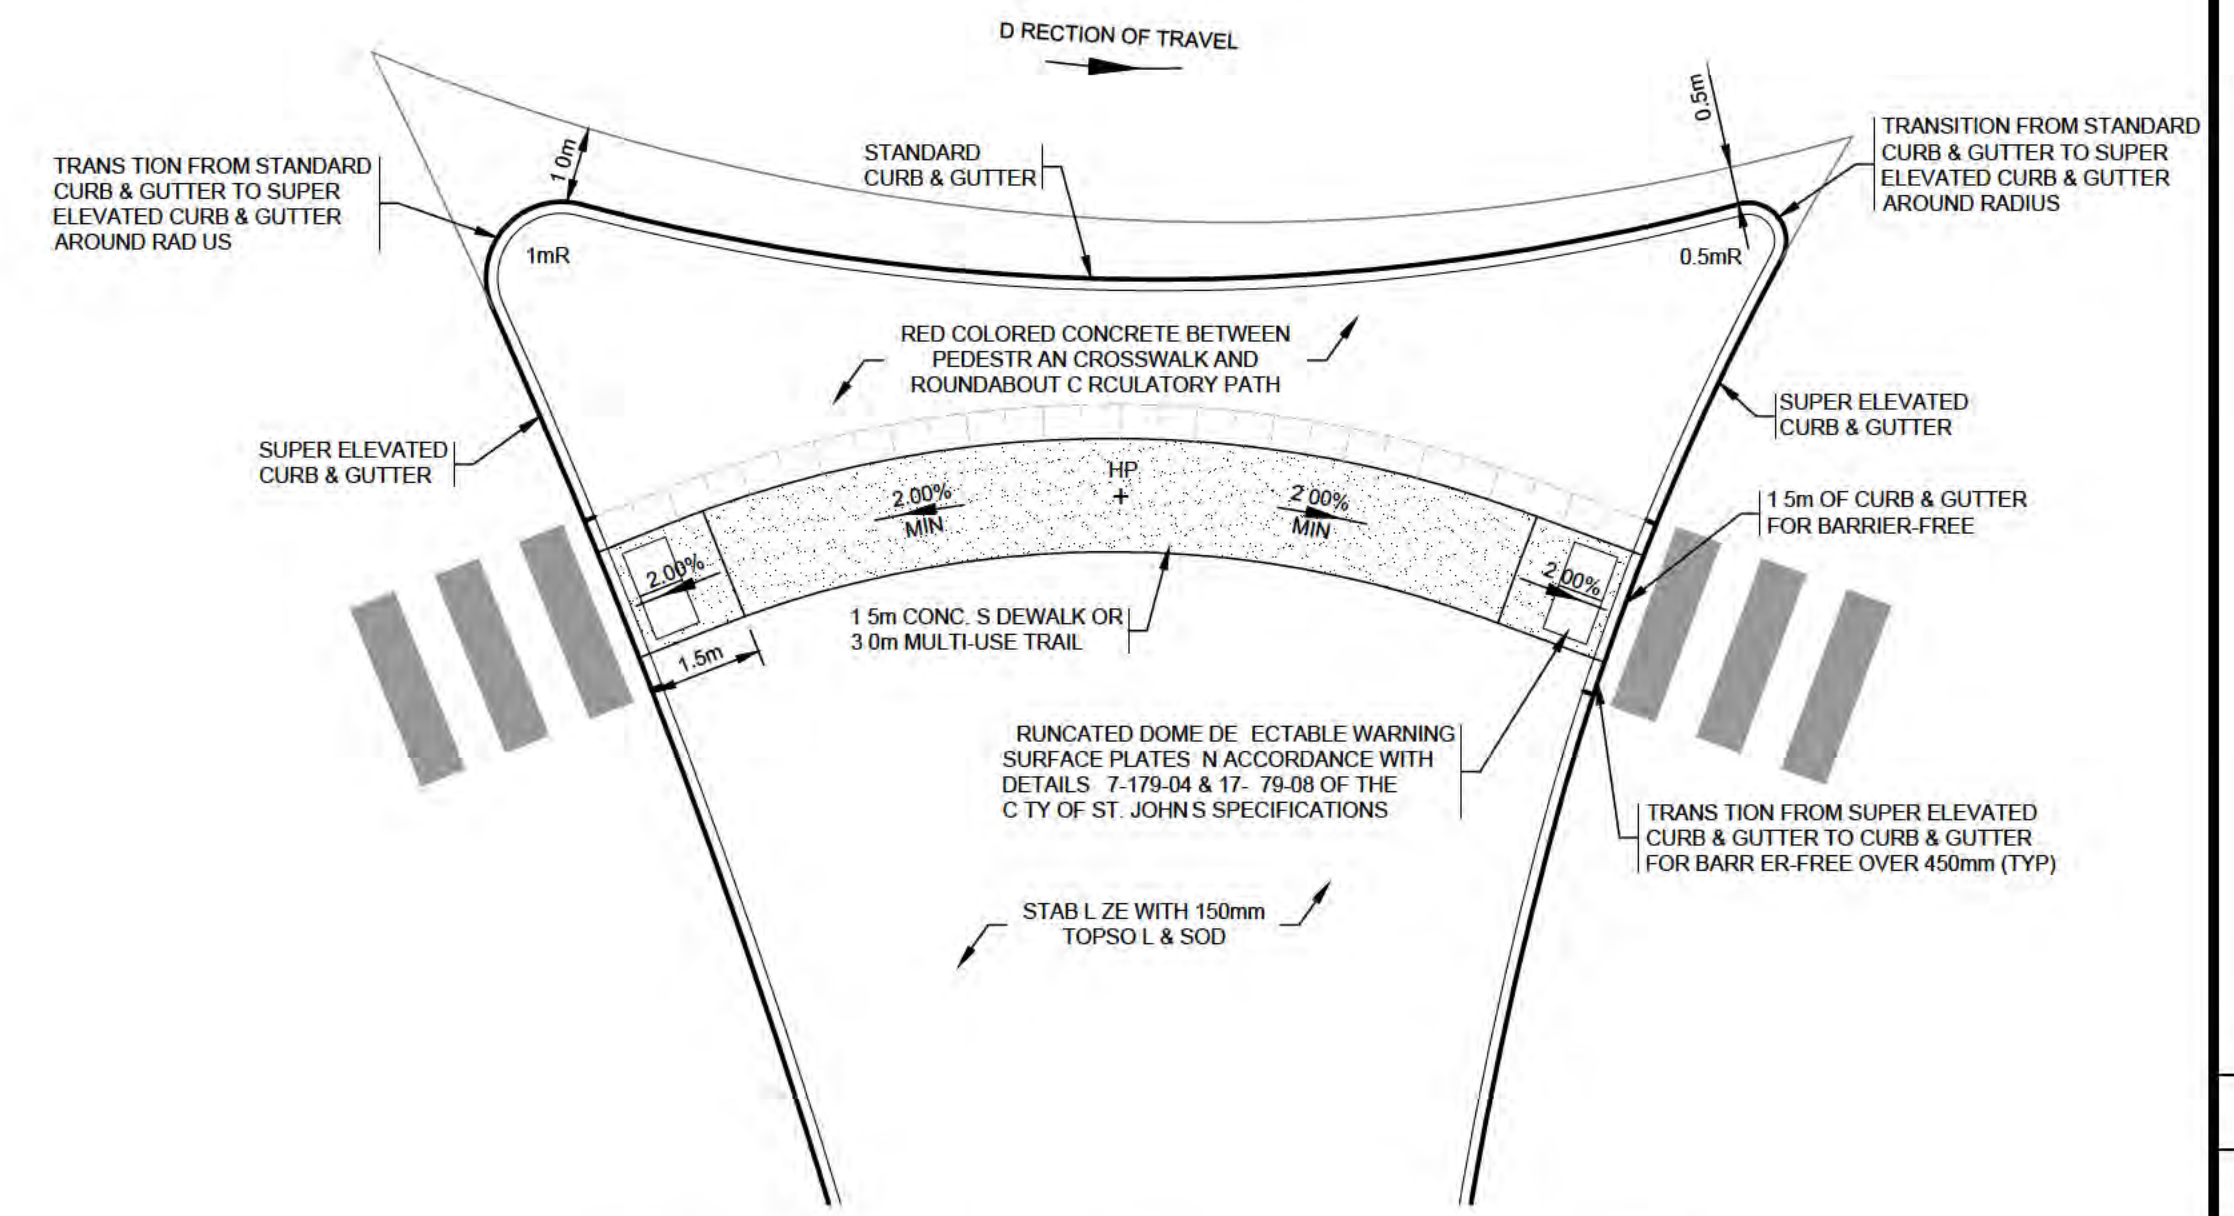 D RECTION OF TRAVEL
0.5m
1 0m
TRANS TION FROM STANDARD
CURB & GUTTER TO SUPER
ELEVATED CURB & GUTTER
AROUND RAD US
STANDARD
CURB & GUTTER
TRANSITION FROM STANDARD
CURB & GUTTER TO SUPER
ELEVATED CURB & GUTTER
AROUND RADIUS
1mR
0.5mR
RED COLORED CONCRETE BETWEEN
PEDESTR AN CROSSWALK AND
ROUNDABOUT C RCULATORY PATH
SUPER ELEVATED
CURB & GUTTER
SUPER ELEVATED
CURB & GUTTER
HP
2.00%
MIN
2 00%
MIN
1 5m OF CURB & GUTTER
FOR BARRIER-FREE
2.00%
2 00%
1.5m
1 5m CONC. S DEWALK OR
3 0m MULTI-USE TRAIL
RUNCATED DOME DE ECTABLE WARNING
SURFACE PLATES N ACCORDANCE WITH
DETAILS 7-179-04 & 17- 79-08 OF THE
C TY OF ST. JOHN S SPECIFICATIONS
TRANS TION FROM SUPER ELEVATED
CURB & GUTTER TO CURB & GUTTER
FOR BARR ER-FREE OVER 450mm (TYP)
STAB L ZE WITH 150mm
TOPSO L & SOD